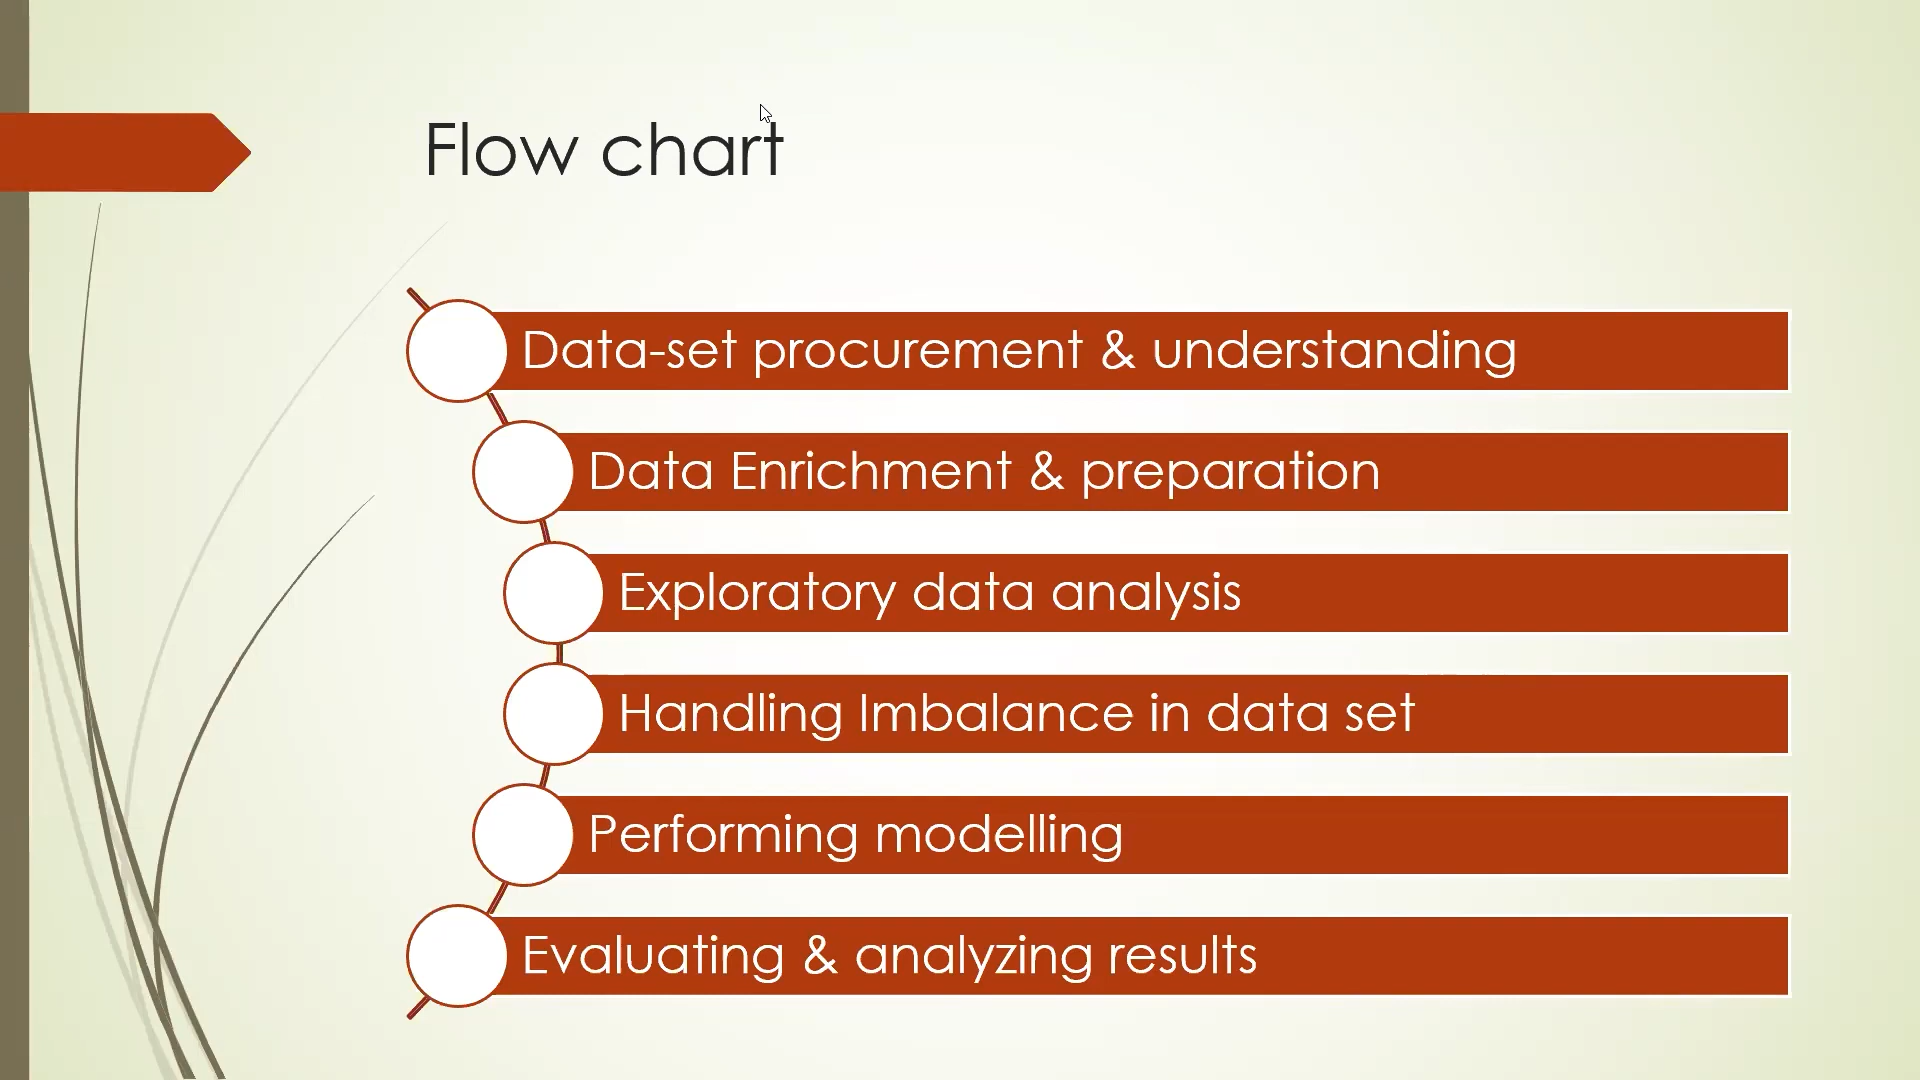 Flow chart
Data-set procurement & understanding
Data Enrichment & preparation
Exploratory data analysis
Handling Imbalance in data set
Performing modelling
Evaluating & analyzing results